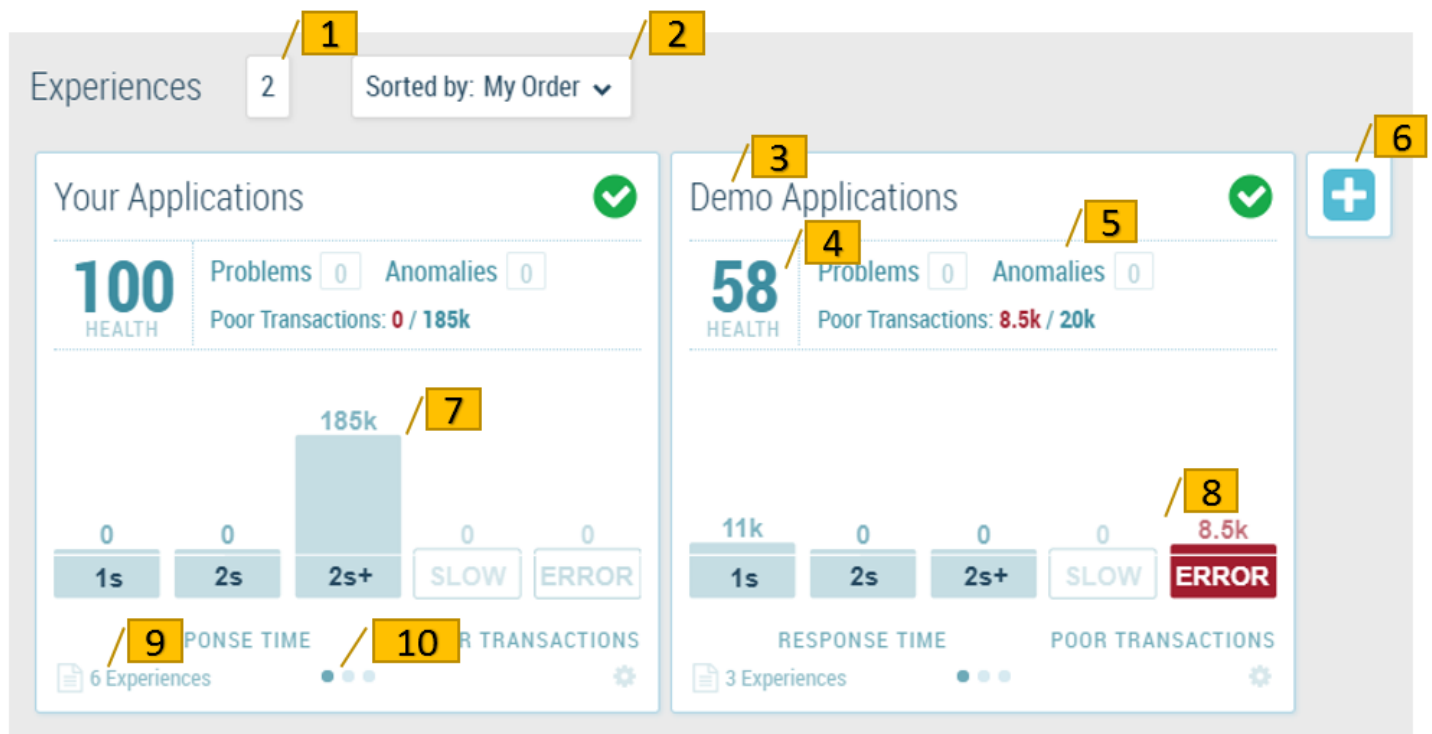 1
2
Experiences
2
Sorted by: My Order
3
6
Your Applications
Demo Applications
4
5
100
HEALTH
Problems 0 Anomalies 0
Poor Transactions: 0 / 185k
58
HEALTH
Problems 0 Anomalies 0
Poor Transactions: 8.5k / 20k
7
185k
8
0
0
0
0
1s
2s
2s+
SLOW
ERROR
11k
0
0
0
8.5k
1s
2s
2s+
SLOW
ERROR
9
PONSE TIME
10
R TRANSACTIONS
RESPONSE TIME
POOR TRANSACTIONS
6 Experiences
3 Experiences